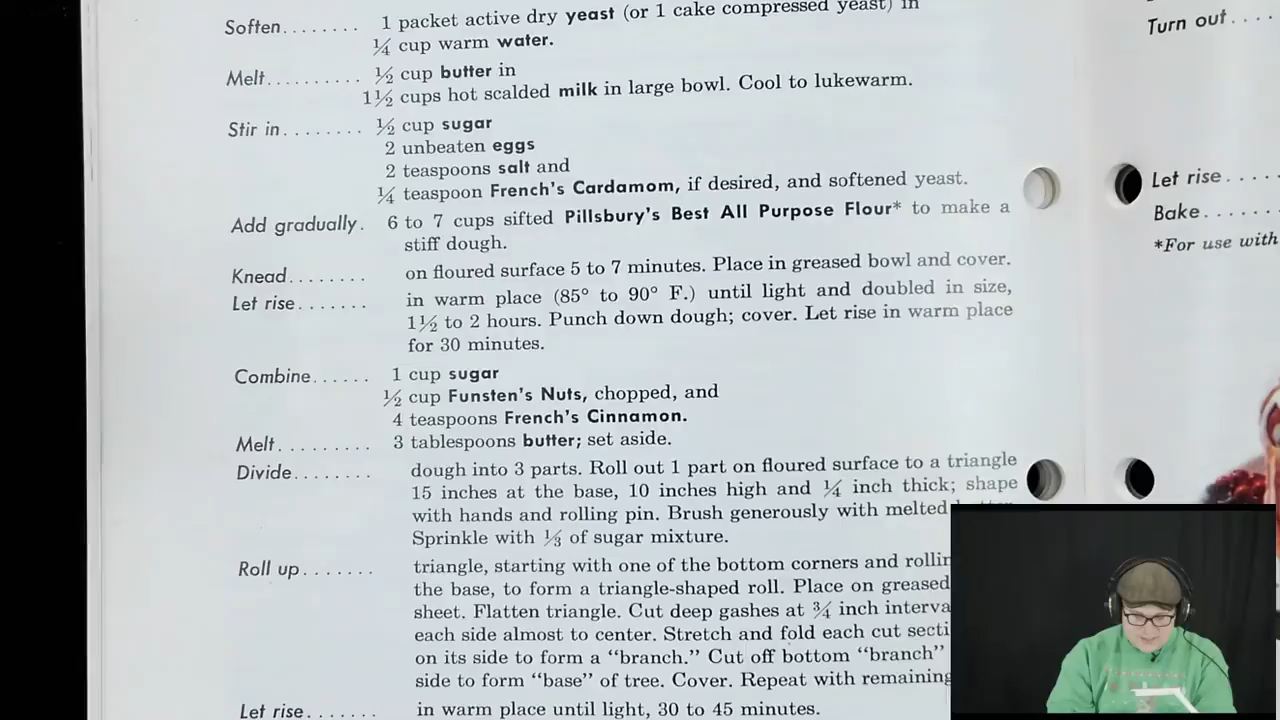 Soften........ 1 packet active dry yeast (or 1 cake compressed yeast) in
¼ cup warm water.
Melt.......... ½ cup butter in
1½ cups hot scalded milk in large bowl. Cool to lukewarm.
Stir in........ ½ cup sugar
2 unbeaten eggs
2 teaspoons salt and
¼ teaspoon French's Cardamom, if desired, and softened yeast.
Add gradually. 6 to 7 cups sifted Pillsbury's Best All Purpose Flour* to make a
stiff dough.
Knead........ on floured surface 5 to 7 minutes. Place in greased bowl and cover.
Let rise....... in warm place (85° to 90° F.) until light and doubled in size,
1½ to 2 hours. Punch down dough; cover. Let rise in warm place
for 30 minutes.
Combine...... 1 cup sugar
½ cup Funsten's Nuts, chopped, and
4 teaspoons French's Cinnamon.
Melt......... 3 tablespoons butter; set aside.
Divide........ dough into 3 parts. Roll out 1 part on floured surface to a triangle
15 inches at the base, 10 inches high and ¼ inch thick; shape
with hands and rolling pin. Brush generously with melted
Sprinkle with ⅓ of sugar mixture.
Roll up....... triangle, starting with one of the bottom corners and
the base, to form a triangle-shaped roll. Place on greased
sheet. Flatten triangle. Cut deep gashes at ¾ inch
each side almost to center. Stretch and fold each cut
on its side to form a "branch." Cut off bottom "branch"
side to form "base" of tree. Cover. Repeat with remaining
Let rise....... in warm place until light, 30 to 45 minutes.
Turn out....
Let rise.....
Bake.......
*For use with